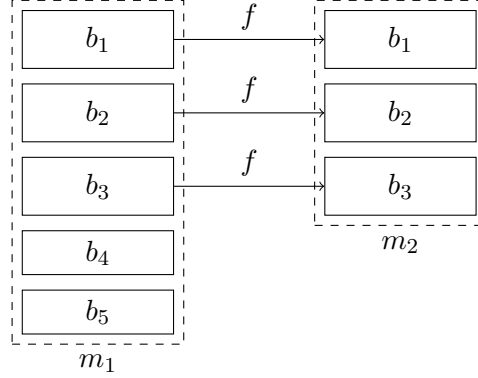 f
b₁ b₁
f
b₂ b₂
f
b₃ b₃
b₄ m₂
b₅
m₁